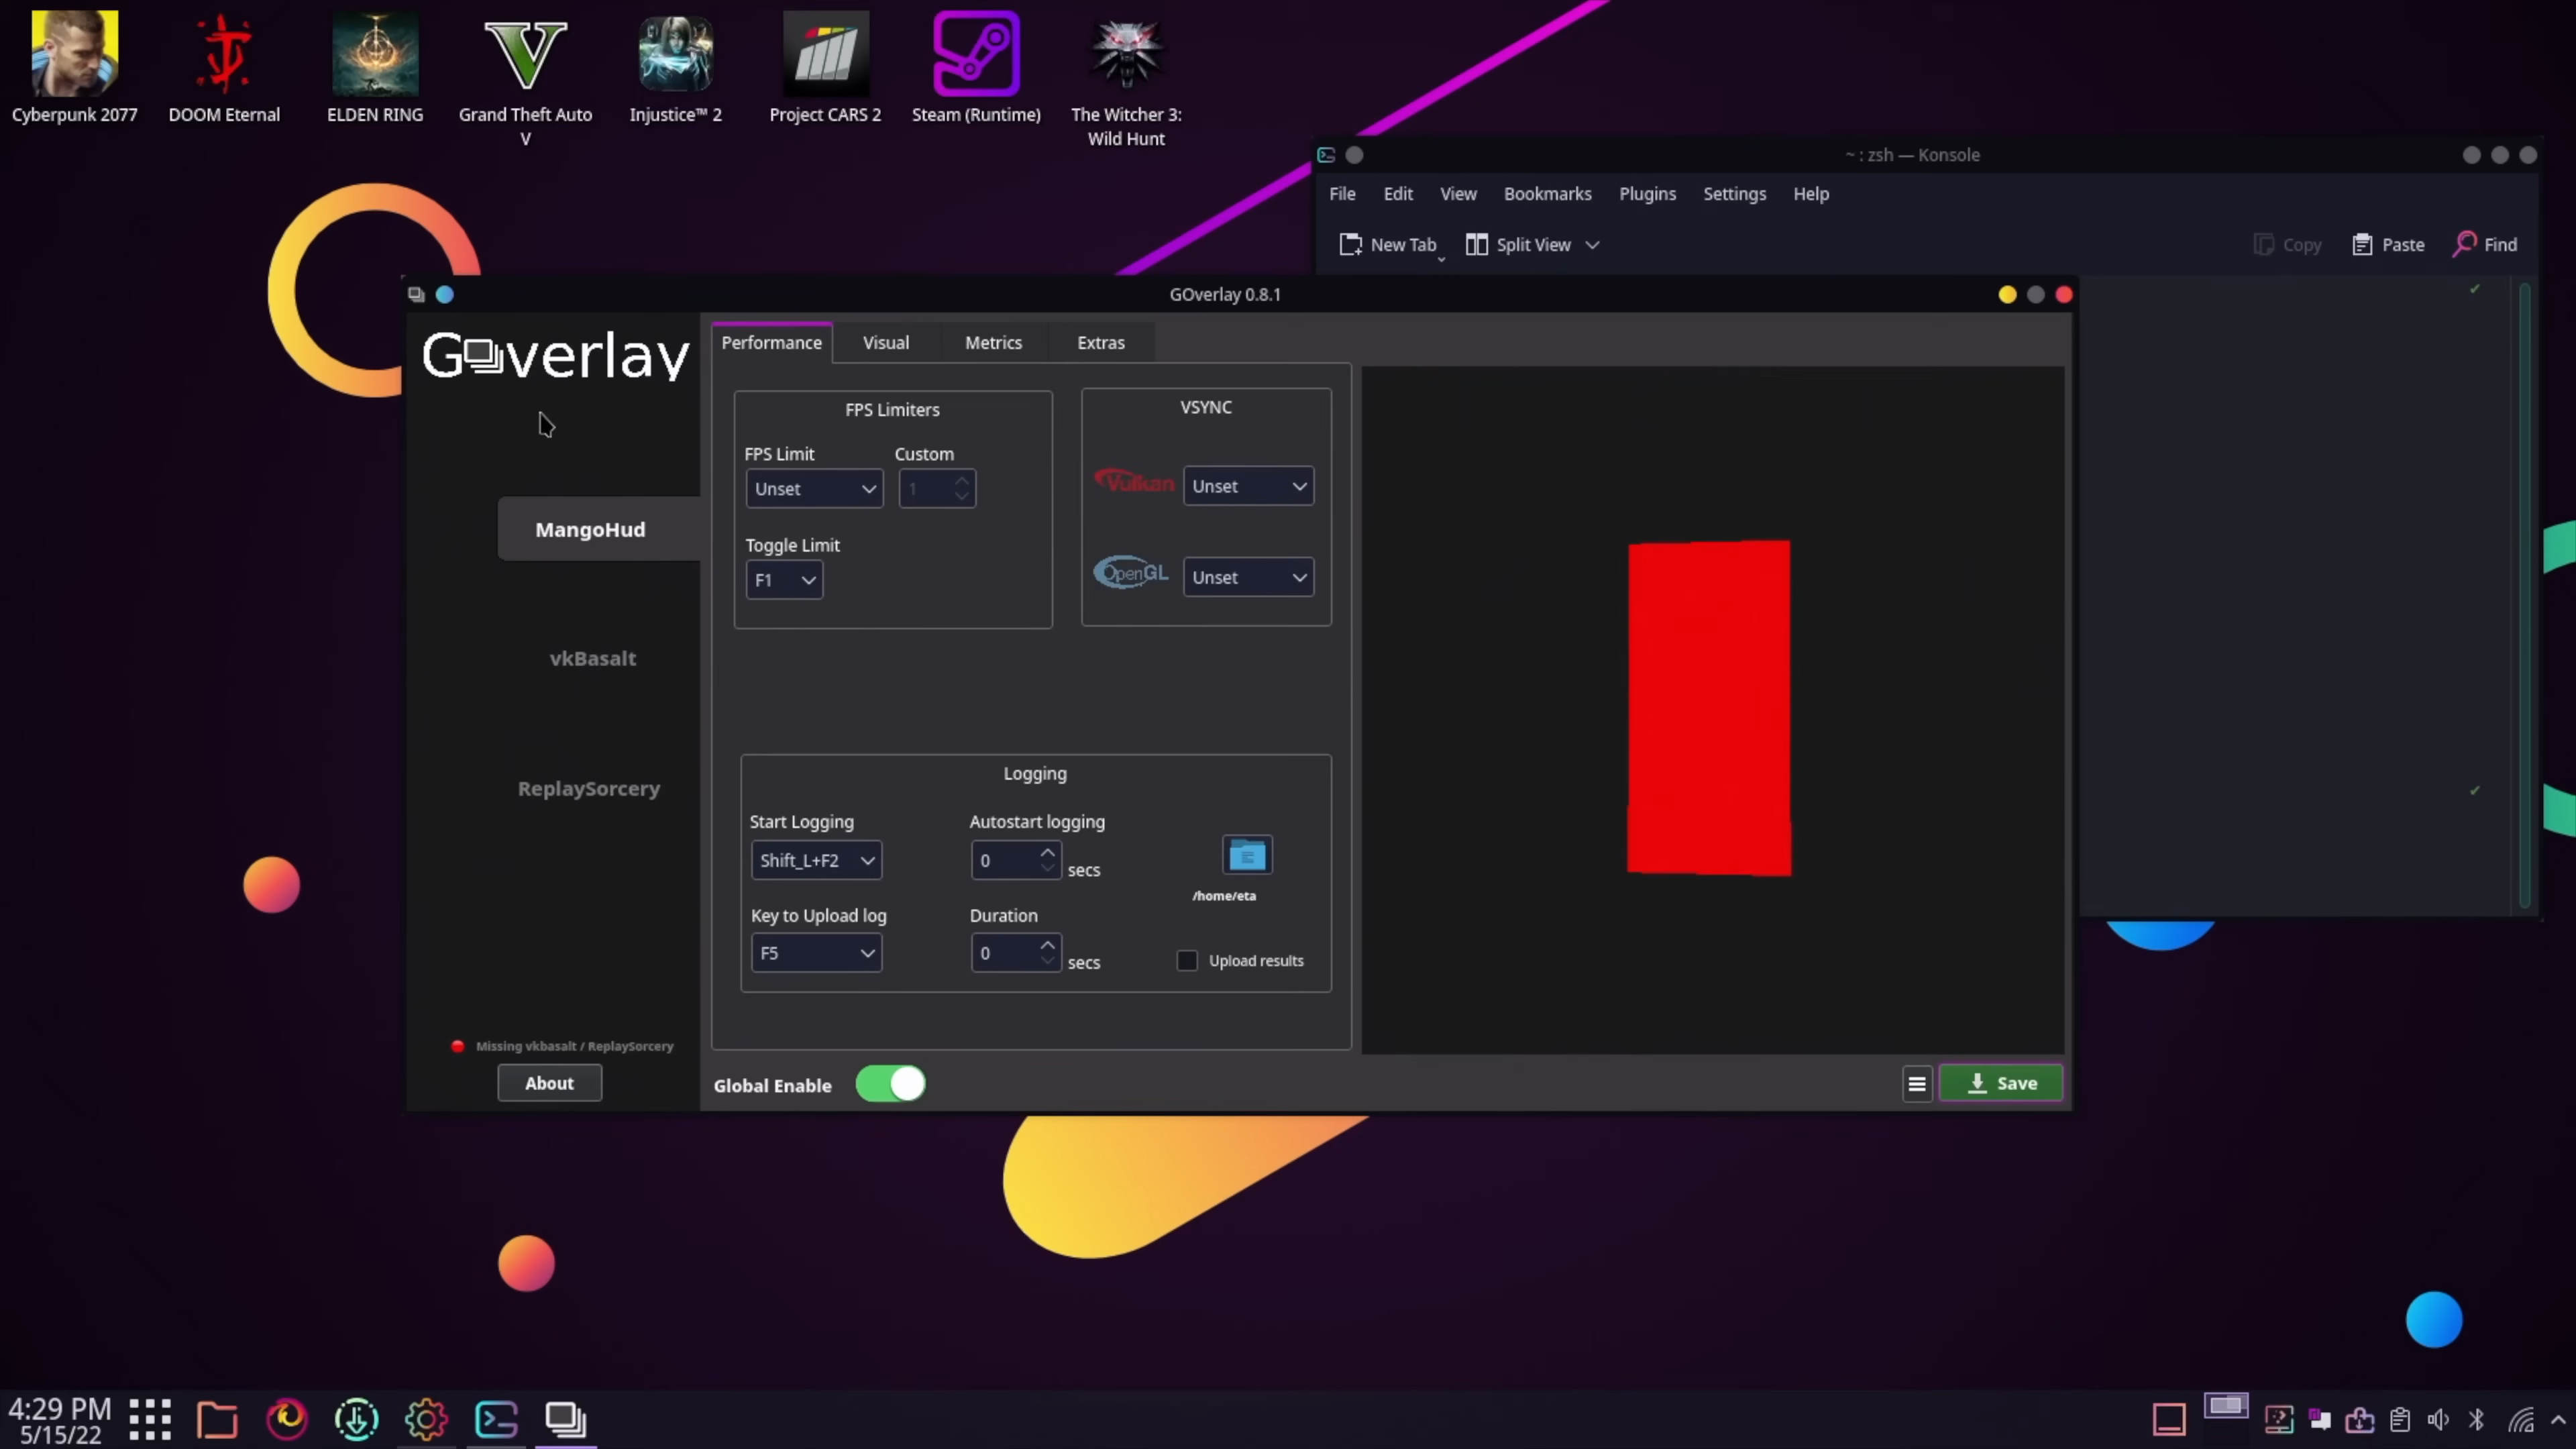 Cyberpunk 2077
DOOM Eternal
ELDEN RING
Grand Theft Auto
V
Injustice™ 2
Project CARS 2
Steam (Runtime)
The Witcher 3:
Wild Hunt
~ : zsh — Konsole
File Edit View Bookmarks Plugins Settings Help
New Tab Split View Copy Paste Find
GOverlay 0.8.1
Goverlay
Performance Visual Metrics Extras
MangoHud
vkBasalt
ReplaySorcery
Missing vkbasalt / ReplaySorcery
About
FPS Limiters
FPS Limit Custom
Unset 1
Toggle Limit
F1
VSYNC
Vulkan Unset
OpenGL Unset
Logging
Start Logging Autostart logging
Shift_L+F2 0 secs
/home/eta
Key to Upload log Duration
F5 0 secs
Upload results
Global Enable
Save
4:29 PM
5/15/22